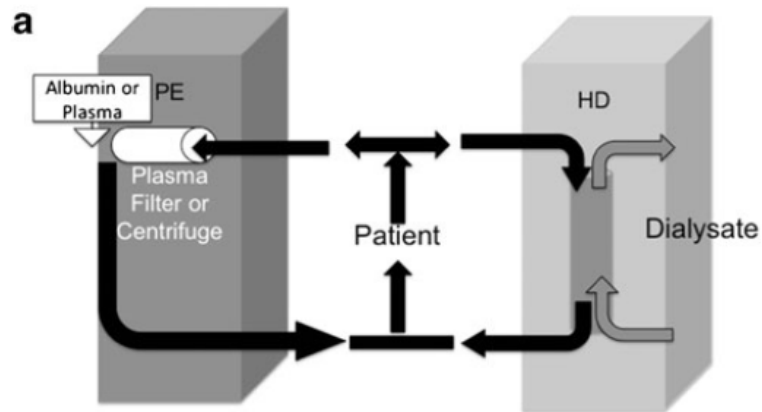 a
Albumin or
Plasma
PE
HD
Plasma
Filter or
Centrifuge
Patient
Dialysate